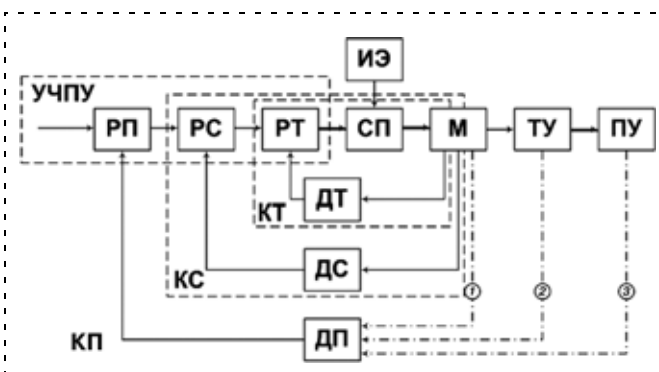 ИЭ
УЧПУ
РП РС РТ СП М ТУ ПУ
ДТ
КТ
ДС
КС
1 2 3
КП ДП